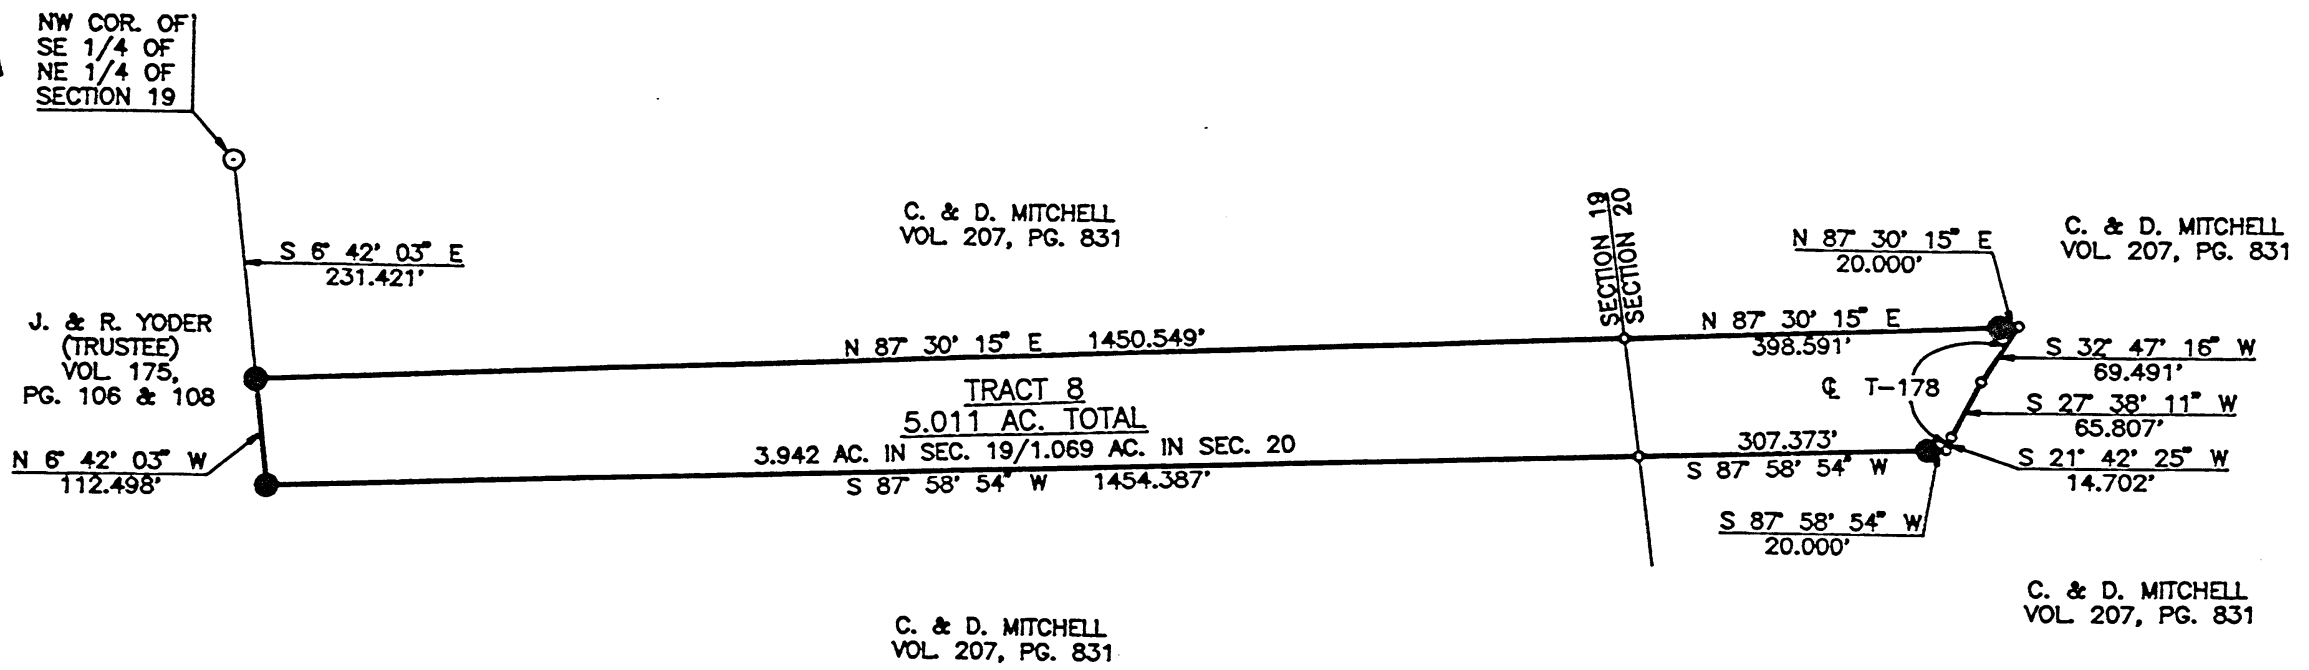 NW COR. OF
SE 1/4 OF
NE 1/4 OF
SECTION 19
S 6° 42' 03" E
231.421'
J. & R. YODER
(TRUSTEE)
VOL. 175,
PG. 106 & 108
N 6° 42' 03" W
112.498'
C. & D. MITCHELL
VOL. 207, PG. 831
N 87° 30' 15" E 1450.549'
TRACT 8
5.011 AC. TOTAL
3.942 AC. IN SEC. 19/1.069 AC. IN SEC. 20
S 87° 58' 54" W 1454.387'
C. & D. MITCHELL
VOL. 207, PG. 831
SECTION 19
SECTION 20
N 87° 30' 15" E
20.000'
C. & D. MITCHELL
VOL. 207, PG. 831
N 87° 30' 15" E
398.591'
S 32° 47' 16" W
69.491'
℄ T-178
S 27° 38' 11" W
65.807'
307.373'
S 87° 58' 54" W
S 21° 42' 25" W
14.702'
S 87° 58' 54" W
20.000'
C. & D. MITCHELL
VOL. 207, PG. 831